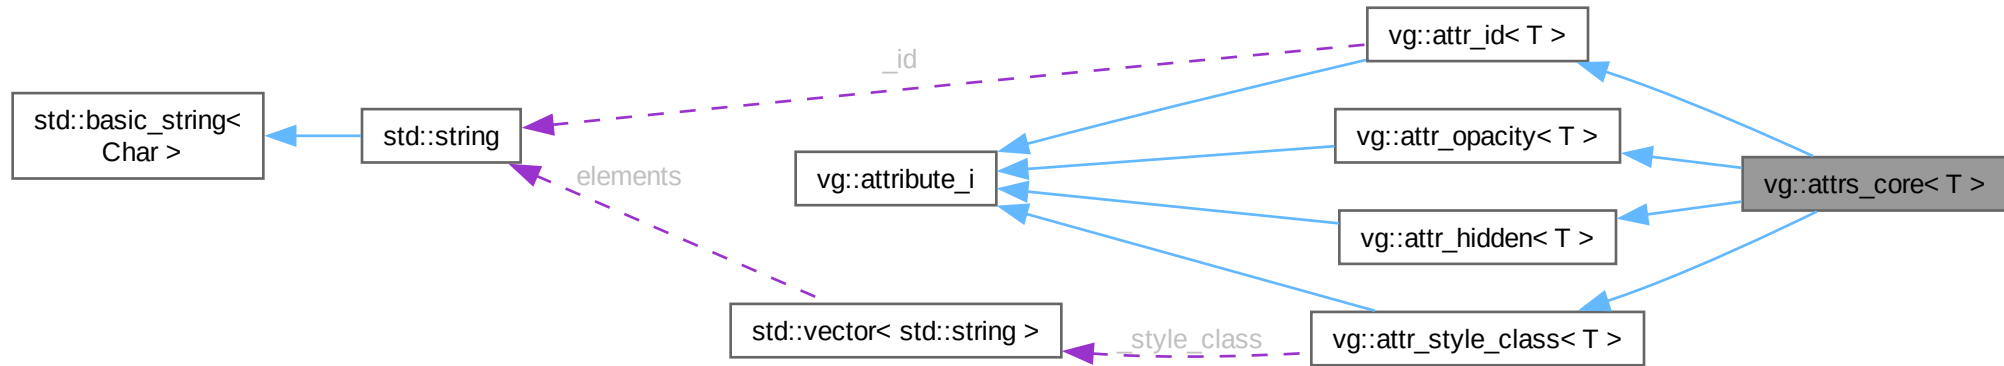 vg::attr_id< T >
_id
std::basic_string<
Char >
std::string
vg::attr_opacity< T >
elements
vg::attribute_i
vg::attrs_core< T >
vg::attr_hidden< T >
std::vector< std::string >
_style_class
vg::attr_style_class< T >